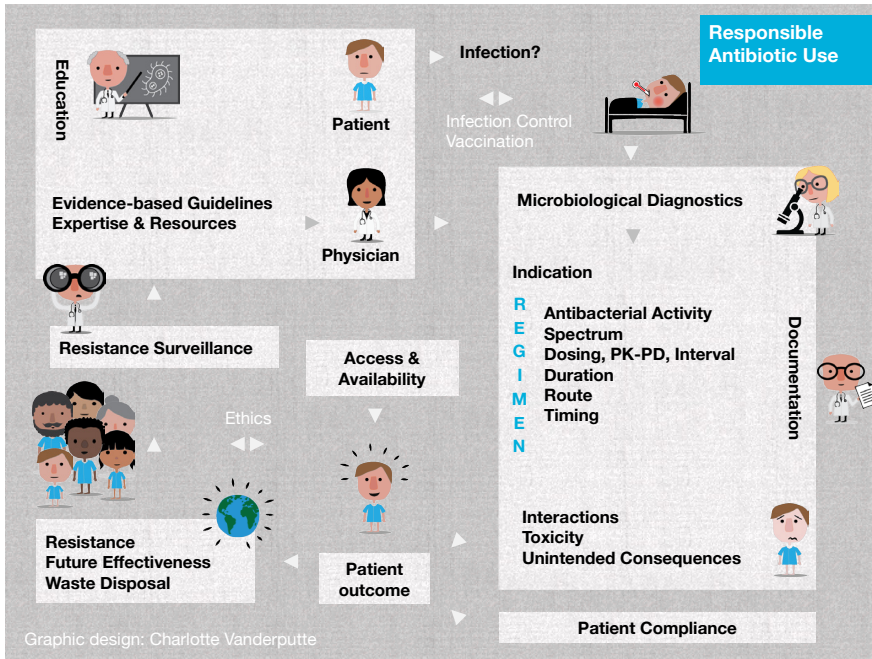 Responsible
Antibiotic Use
Education
Patient
Infection?
Infection Control
Vaccination
Evidence-based Guidelines
Expertise & Resources
Physician
Microbiological Diagnostics
Indication
REGIMEN
Antibacterial Activity
Spectrum
Dosing, PK-PD, Interval
Duration
Route
Timing
Documentation
Interactions
Toxicity
Unintended Consequences
Resistance Surveillance
Access &
Availability
Ethics
Resistance
Future Effectiveness
Waste Disposal
Patient
outcome
Patient Compliance
Graphic design: Charlotte Vanderputte